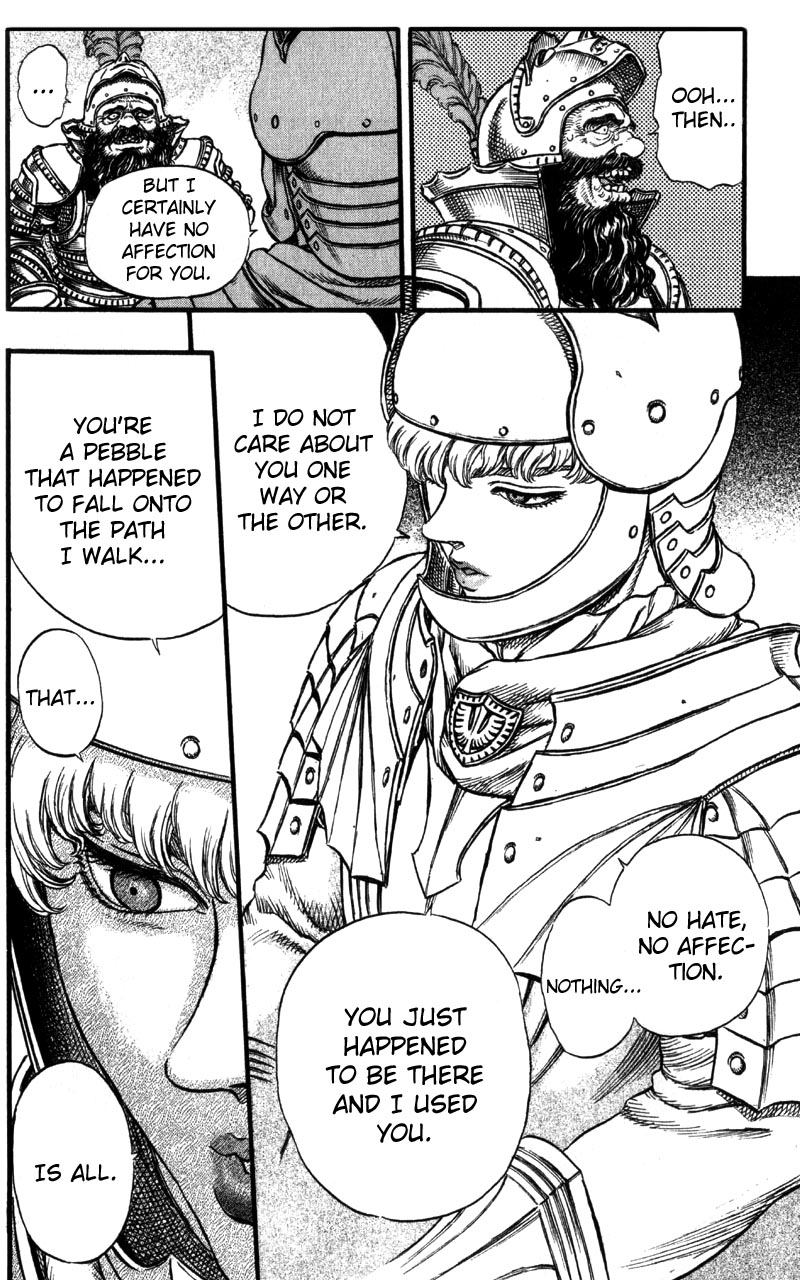 OOH...
THEN..
...
BUT I
CERTAINLY
HAVE NO
AFFECTION
FOR YOU.
I DO NOT
CARE ABOUT
YOU ONE
WAY OR
THE OTHER.
NO HATE,
NO AFFEC-
TION.
NOTHING...
YOU JUST
HAPPENED
TO BE THERE
AND I USED
YOU.
YOU'RE
A PEBBLE
THAT HAPPENED
TO FALL ONTO
THE PATH
I WALK...
THAT...
IS ALL.